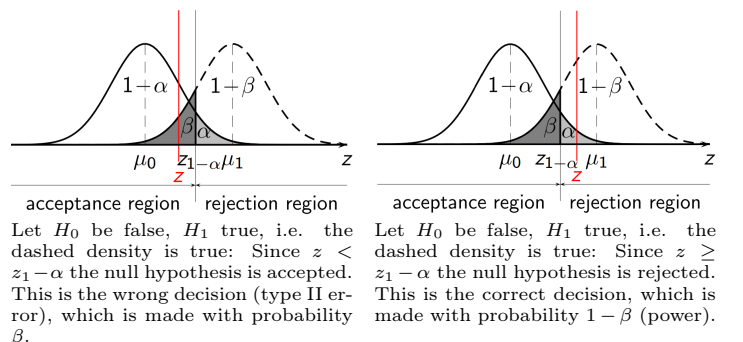 1−α 1−β
β α
μ₀ z₁₋α μ₁ z
z
acceptance region rejection region
Let H₀ be false, H₁ true, i.e. the
dashed density is true: Since z <
z₁−α the null hypothesis is accepted.
This is the wrong decision (type II er-
ror), which is made with probability
β.
1−α 1−β
β α
μ₀ z₁₋α μ₁ z
z
acceptance region rejection region
Let H₀ be false, H₁ true, i.e. the
dashed density is true: Since z ≥
z₁−α the null hypothesis is rejected.
This is the correct decision, which is
made with probability 1−β (power).